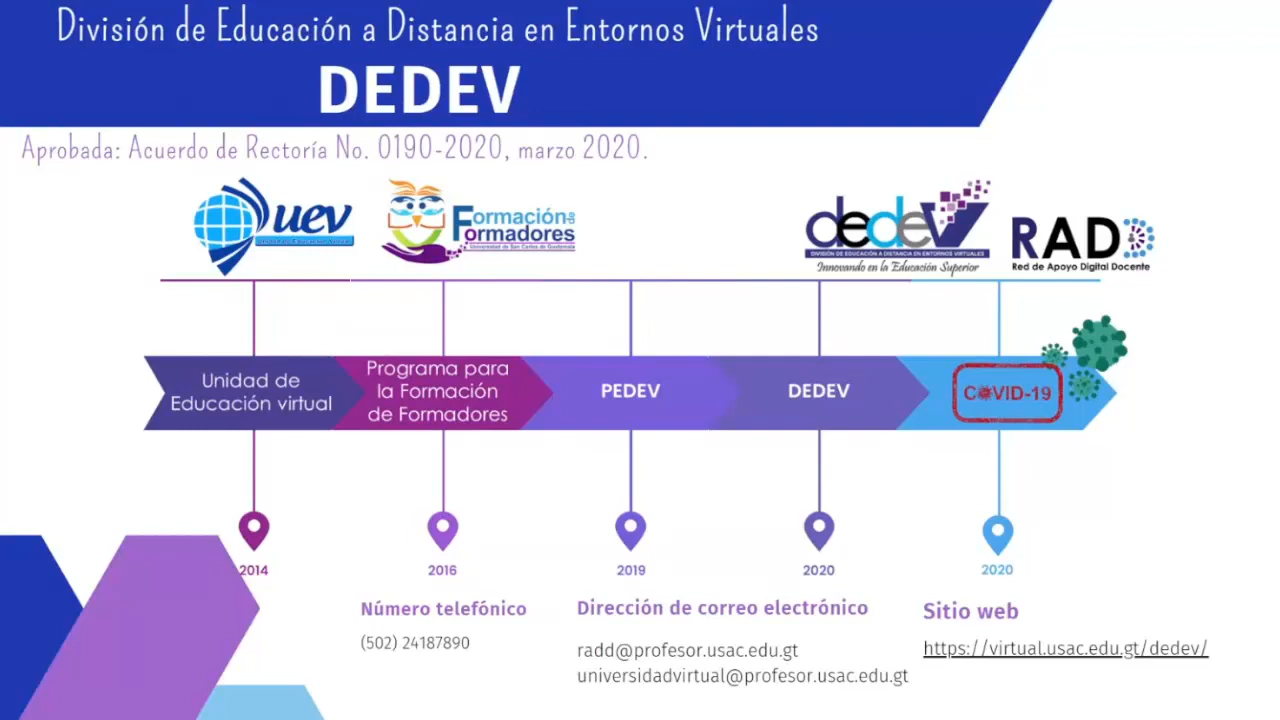 División de Educación a Distancia en Entornos Virtuales
DEDEV
Aprobada: Acuerdo de Rectoría No. 0190-2020, marzo 2020.
uev
Formación de
Formadores
Universidad de San Carlos de Guatemala
dedev
DIVISIÓN DE EDUCACIÓN A DISTANCIA EN ENTORNOS VIRTUALES
Innovando en la Educación Superior
RADD
Red de Apoyo Digital Docente
Unidad de
Educación virtual
Programa para
la Formación
de Formadores
PEDEV
DEDEV
COVID-19
2014
2016
2019
2020
2020
Número telefónico
(502) 24187890
Dirección de correo electrónico
radd@profesor.usac.edu.gt
universidadvirtual@profesor.usac.edu.gt
Sitio web
https://virtual.usac.edu.gt/dedev/